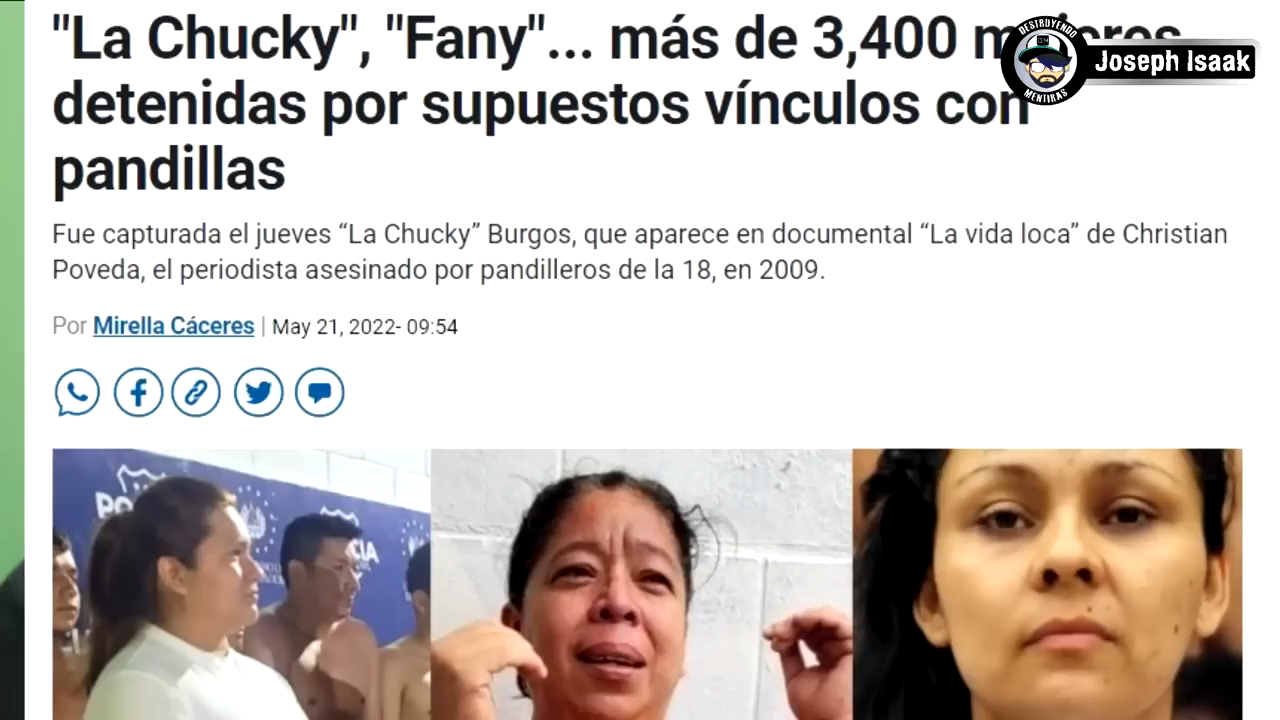 "La Chucky", "Fany"... más de 3,400
detenidas por supuestos vínculos con
pandillas
Fue capturada el jueves “La Chucky” Burgos, que aparece en documental “La vida loca” de Christian
Poveda, el periodista asesinado por pandilleros de la 18, en 2009.
Por Mirella Cáceres | May 21, 2022- 09:54
DESTRUYENDO
MENTIRAS
Joseph Isaak